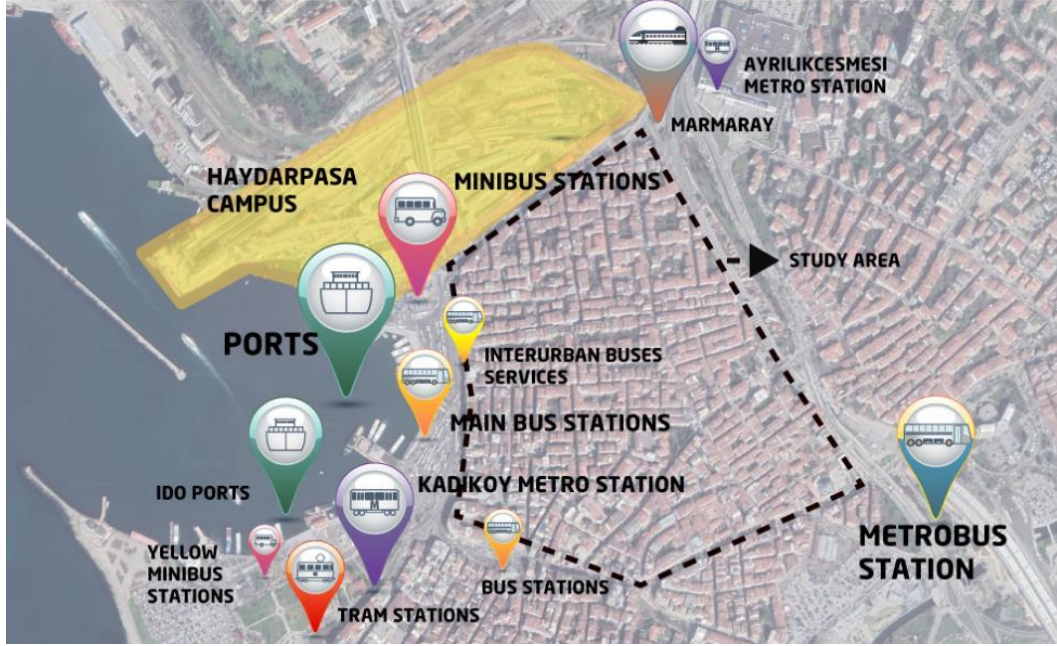 AYRILIKCESMESI
METRO STATION
MARMARAY
HAYDARPASA
CAMPUS
MINIBUS STATIONS
STUDY AREA
PORTS
INTERURBAN BUSES
SERVICES
MAIN BUS STATIONS
KADIKOY METRO STATION
IDO PORTS
METROBUS
STATION
YELLOW
MINIBUS
STATIONS
BUS STATIONS
TRAM STATIONS
M